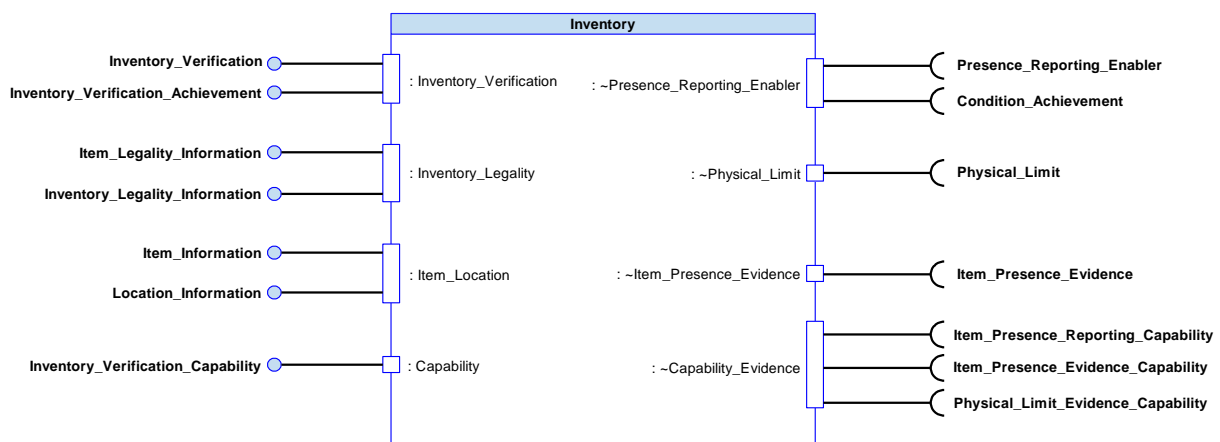 Inventory
Inventory_Verification
Inventory_Verification_Achievement
: Inventory_Verification
Item_Legality_Information
Inventory_Legality_Information
: Inventory_Legality
Item_Information
Location_Information
: Item_Location
Inventory_Verification_Capability
: Capability
: ~Presence_Reporting_Enabler
Presence_Reporting_Enabler
Condition_Achievement
: ~Physical_Limit
Physical_Limit
: ~Item_Presence_Evidence
Item_Presence_Evidence
: ~Capability_Evidence
Item_Presence_Reporting_Capability
Item_Presence_Evidence_Capability
Physical_Limit_Evidence_Capability